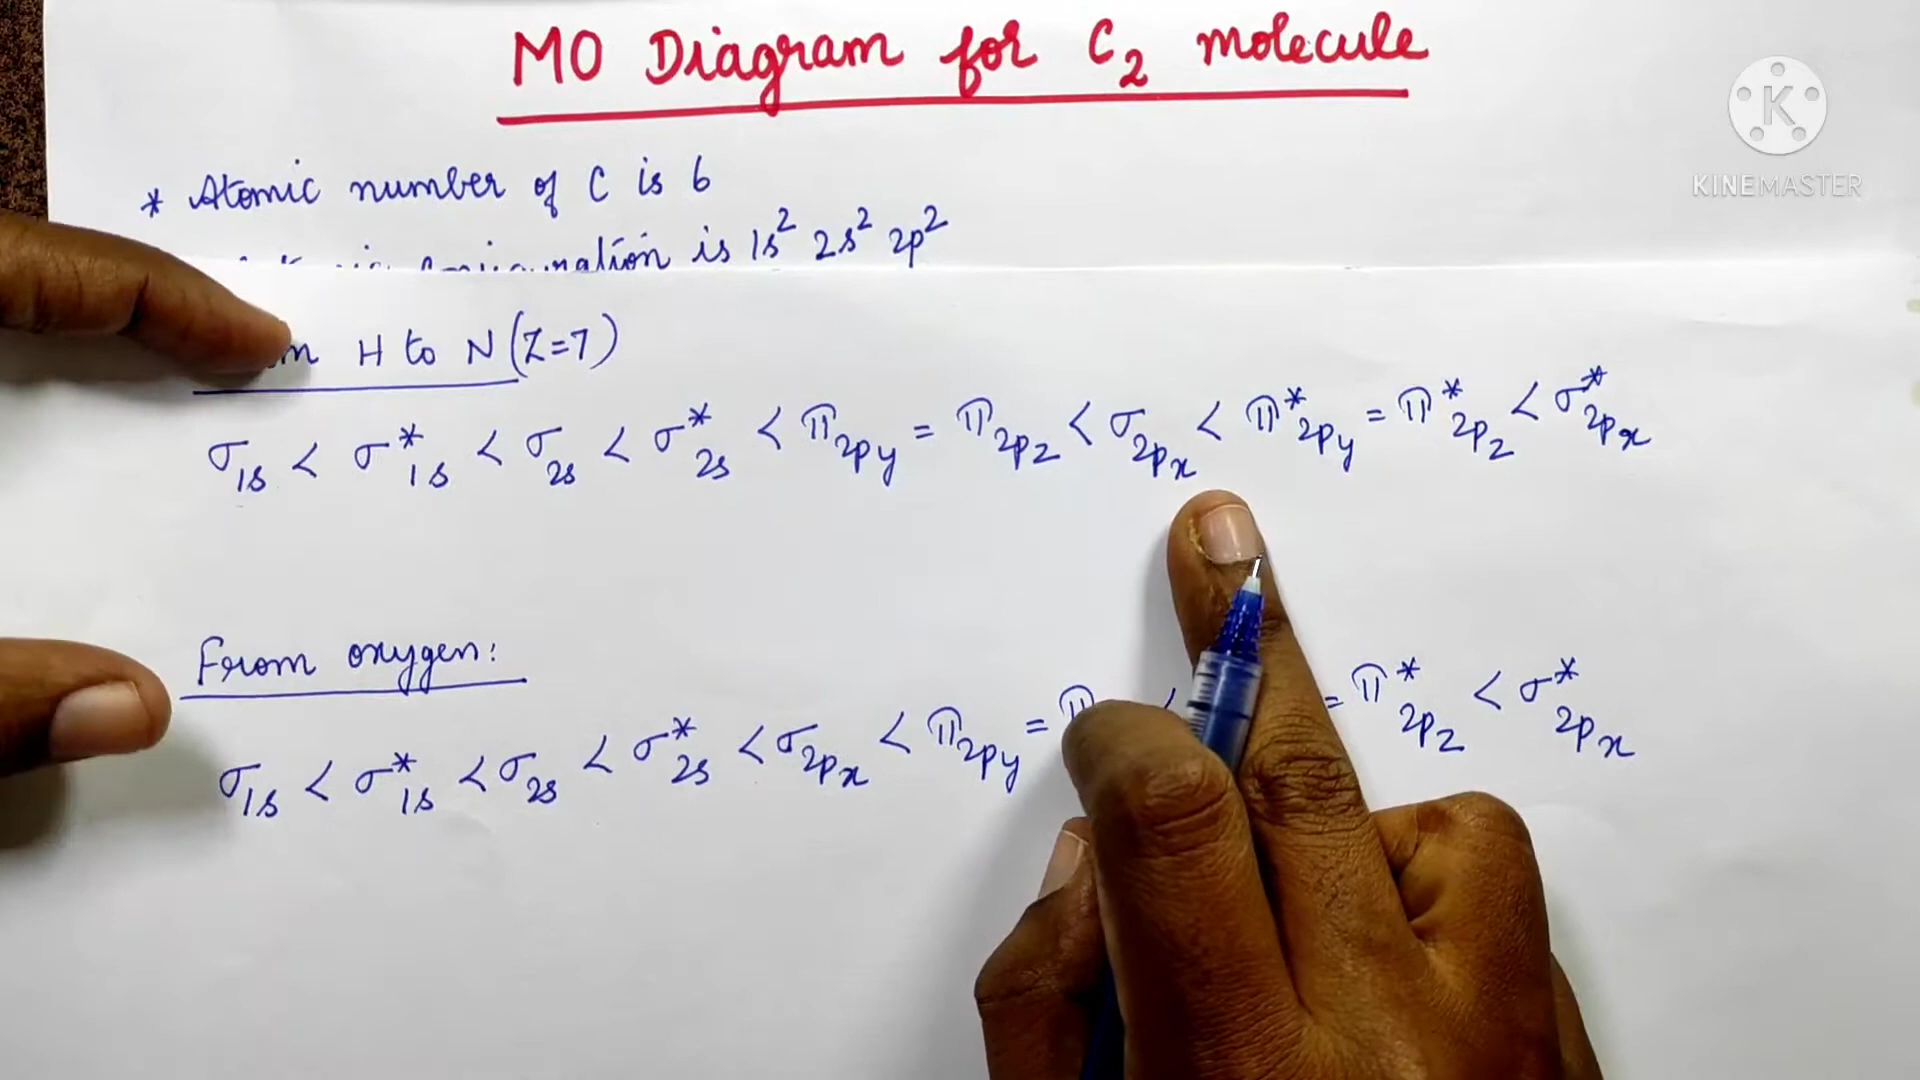 MO Diagram for C₂ molecule
KINEMASTER
* Atomic number of C is 6
is 1s² 2s² 2p²
H to N (Z=7)
σ1s < σ*1s < σ2s < σ*2s < π2py = π2pz < σ2px < π*2py = π*2pz < σ*2px
From oxygen:
σ1s < σ*1s < σ2s < σ*2s < σ2px < π2py = π < = π*2pz < σ*2px